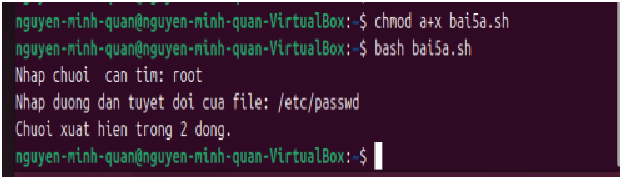 nguyen-minh-quan@nguyen-minh-quan-VirtualBox:~$ chmod a+x bai5a.sh
nguyen-minh-quan@nguyen-minh-quan-VirtualBox:~$ bash bai5a.sh
Nhap chuoi  can tim: root
Nhap duong dan tuyet doi cua file: /etc/passwd
Chuoi xuat hien trong 2 dong.
nguyen-minh-quan@nguyen-minh-quan-VirtualBox:~$